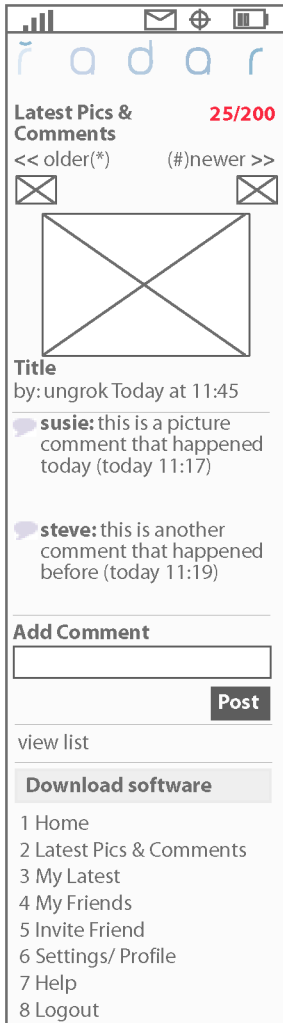 řadar
Latest Pics & 25/200
Comments
<< older(*) (#)newer >>
Title
by: ungrok Today at 11:45
susie: this is a picture
comment that happened
today (today 11:17)
steve: this is another
comment that happened
before (today 11:19)
Add Comment
Post
view list
Download software
1 Home
2 Latest Pics & Comments
3 My Latest
4 My Friends
5 Invite Friend
6 Settings/ Profile
7 Help
8 Logout